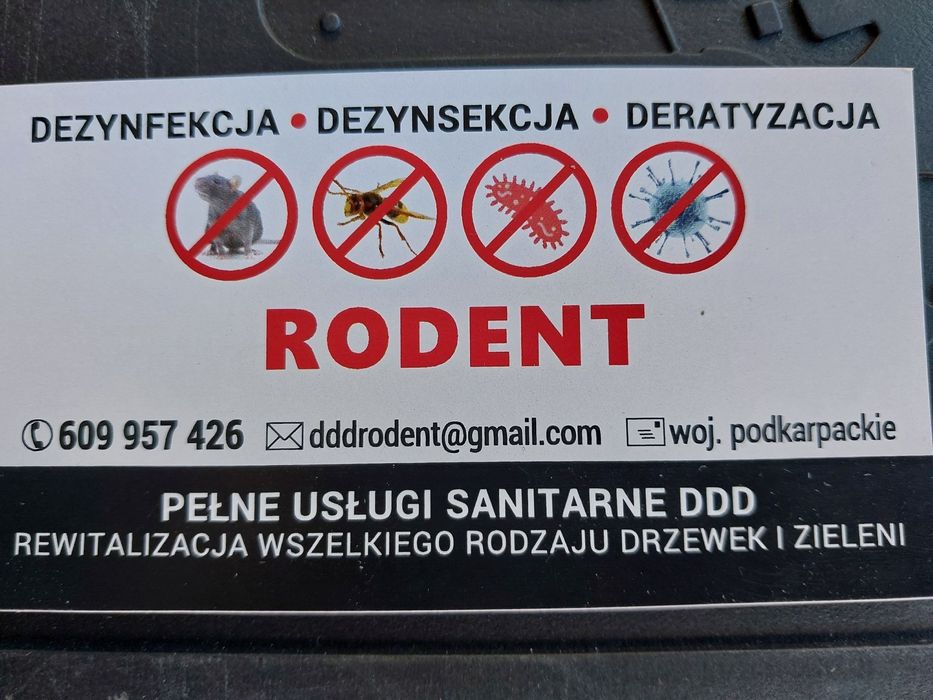 DEZYNFEKCJA • DEZYNSEKCJA • DERATYZACJA
RODENT
609 957 426 dddrodent@gmail.com woj. podkarpackie
PEŁNE USŁUGI SANITARNE DDD
REWITALIZACJA WSZELKIEGO RODZAJU DRZEWEK I ZIELENI